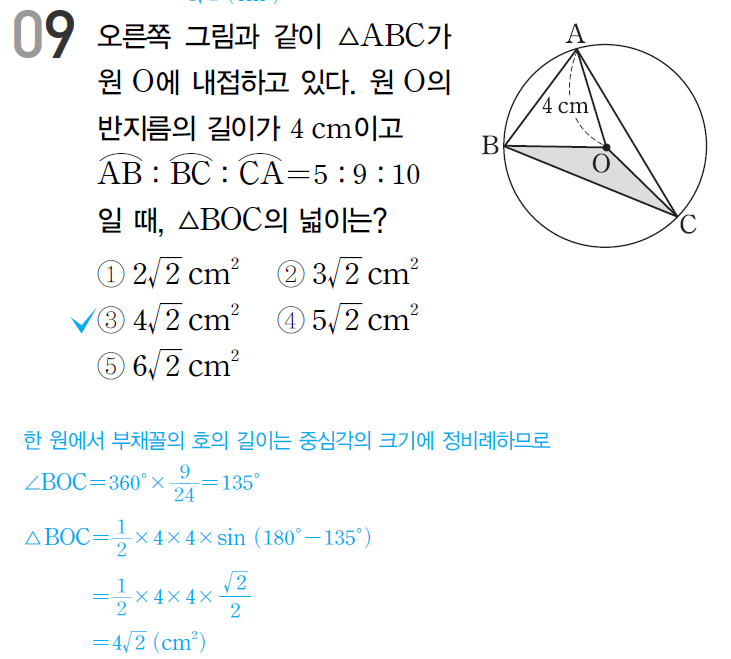 09 오른쪽 그림과 같이 △ABC가
원 O에 내접하고 있다. 원 O의
반지름의 길이가 4 cm이고
⌒AB : ⌒BC : ⌒CA=5 : 9 : 10
일 때, △BOC의 넓이는?
① 2√2 cm² ② 3√2 cm²
✓③ 4√2 cm² ④ 5√2 cm²
⑤ 6√2 cm²
A
4 cm
B
O
C
한 원에서 부채꼴의 호의 길이는 중심각의 크기에 정비례하므로
∠BOC=360°×9/24=135°
△BOC=1/2×4×4×sin (180°-135°)
=1/2×4×4×√2/2
=4√2 (cm²)